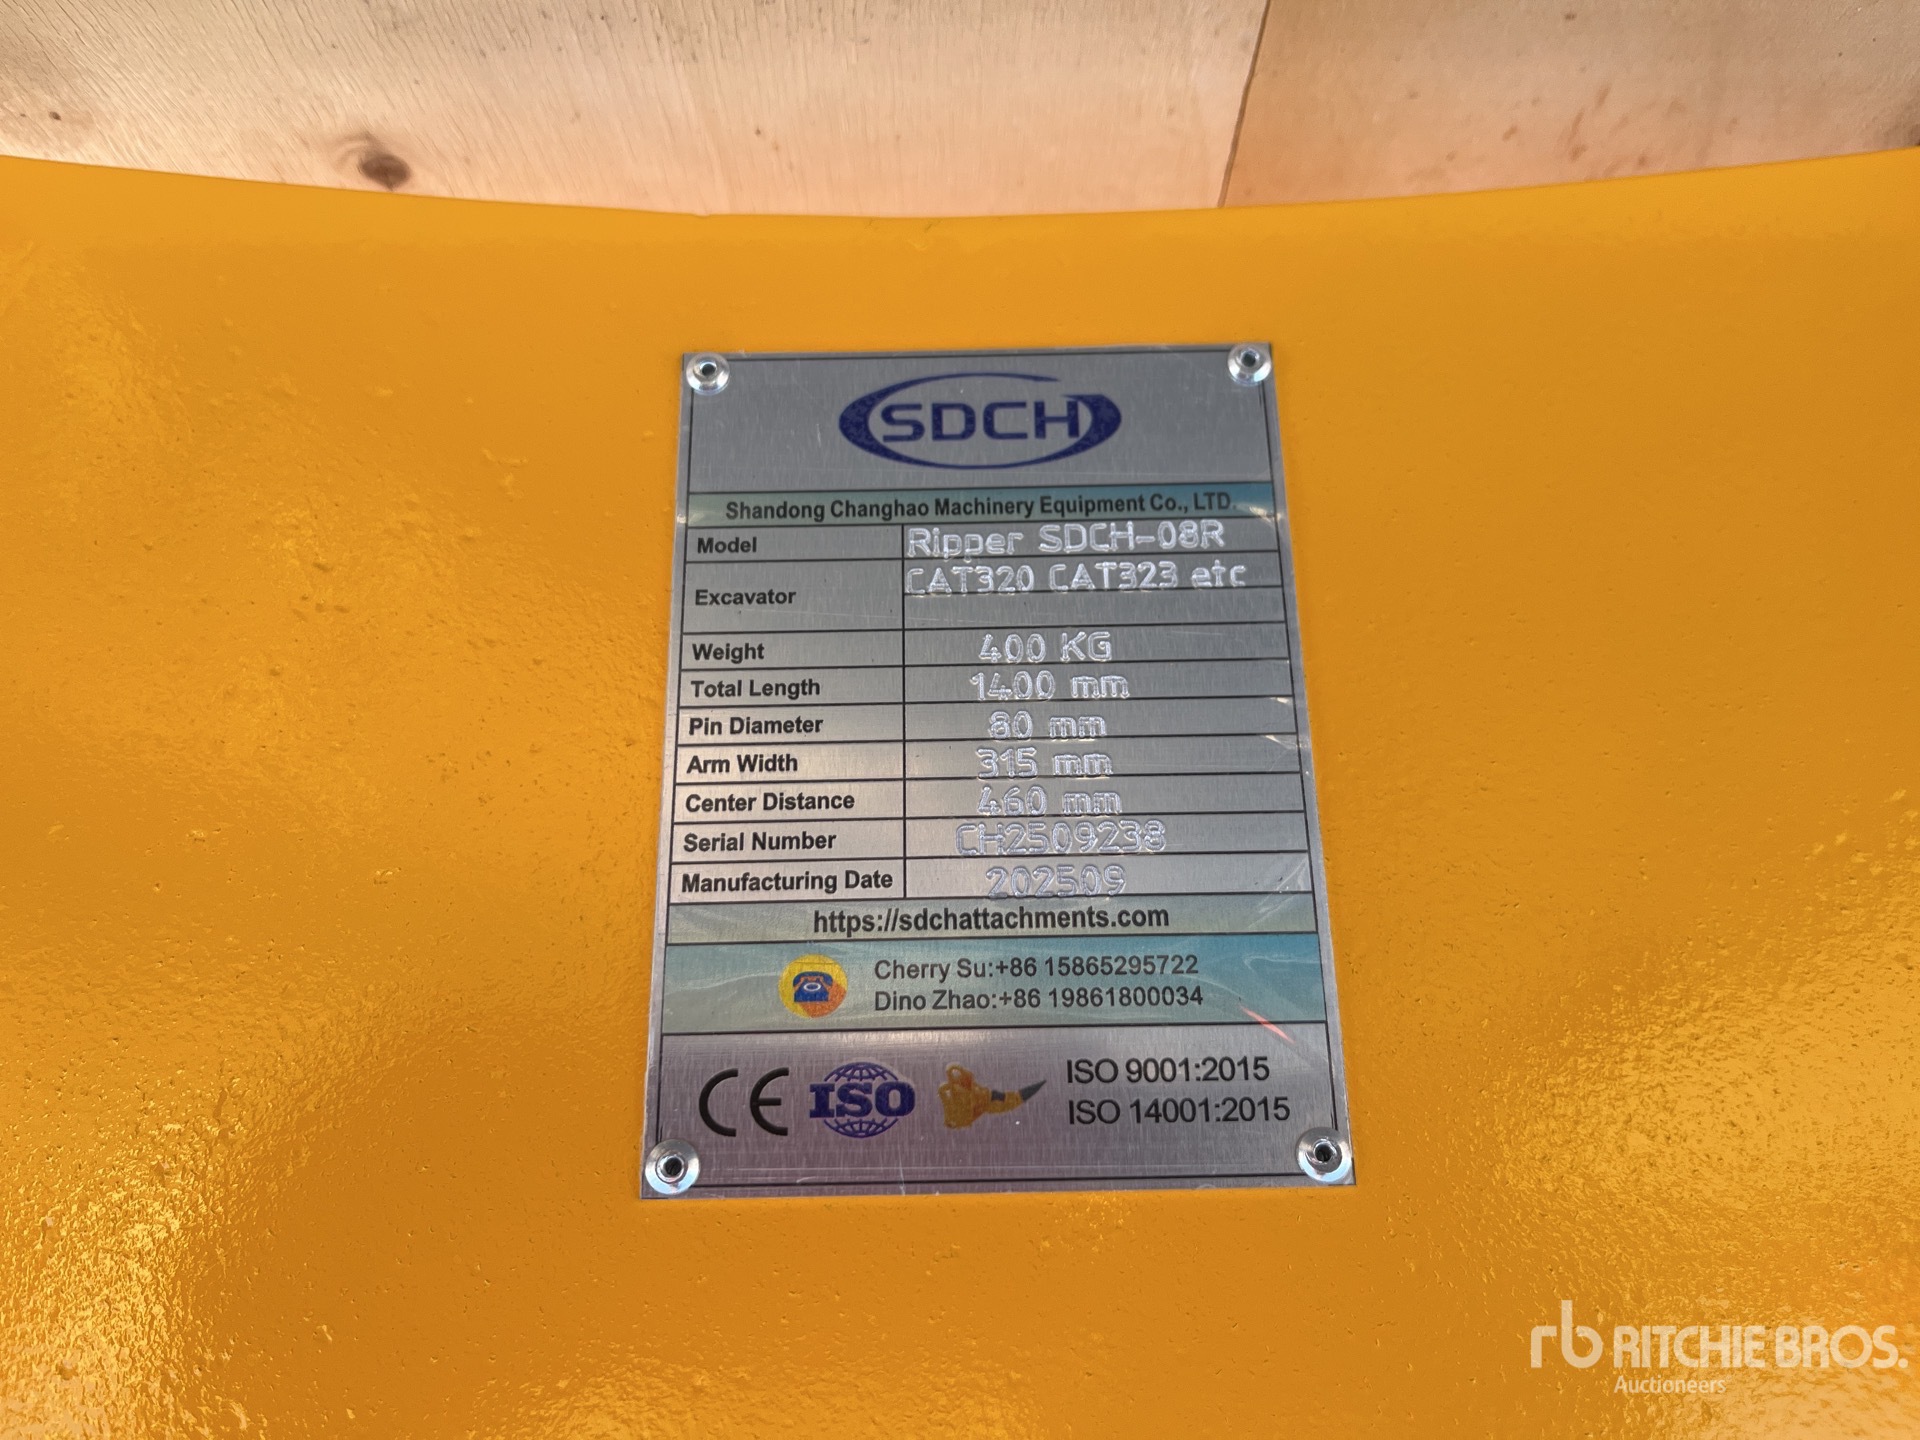 SDCH
Shandong Changhao Machinery Equipment Co., LTD.
Model Ripper SDCH-08R
Excavator CAT320 CAT323 etc
Weight 400 KG
Total Length 1400 mm
Pin Diameter 80 mm
Arm Width 315 mm
Center Distance 460 mm
Serial Number CH2509238
Manufacturing Date 202509
https://sdchattachments.com
Cherry Su:+86 15865295722
Dino Zhao:+86 19861800034
CE ISO ISO 9001:2015
ISO 14001:2015
rb RITCHIE BROS.
Auctioneers